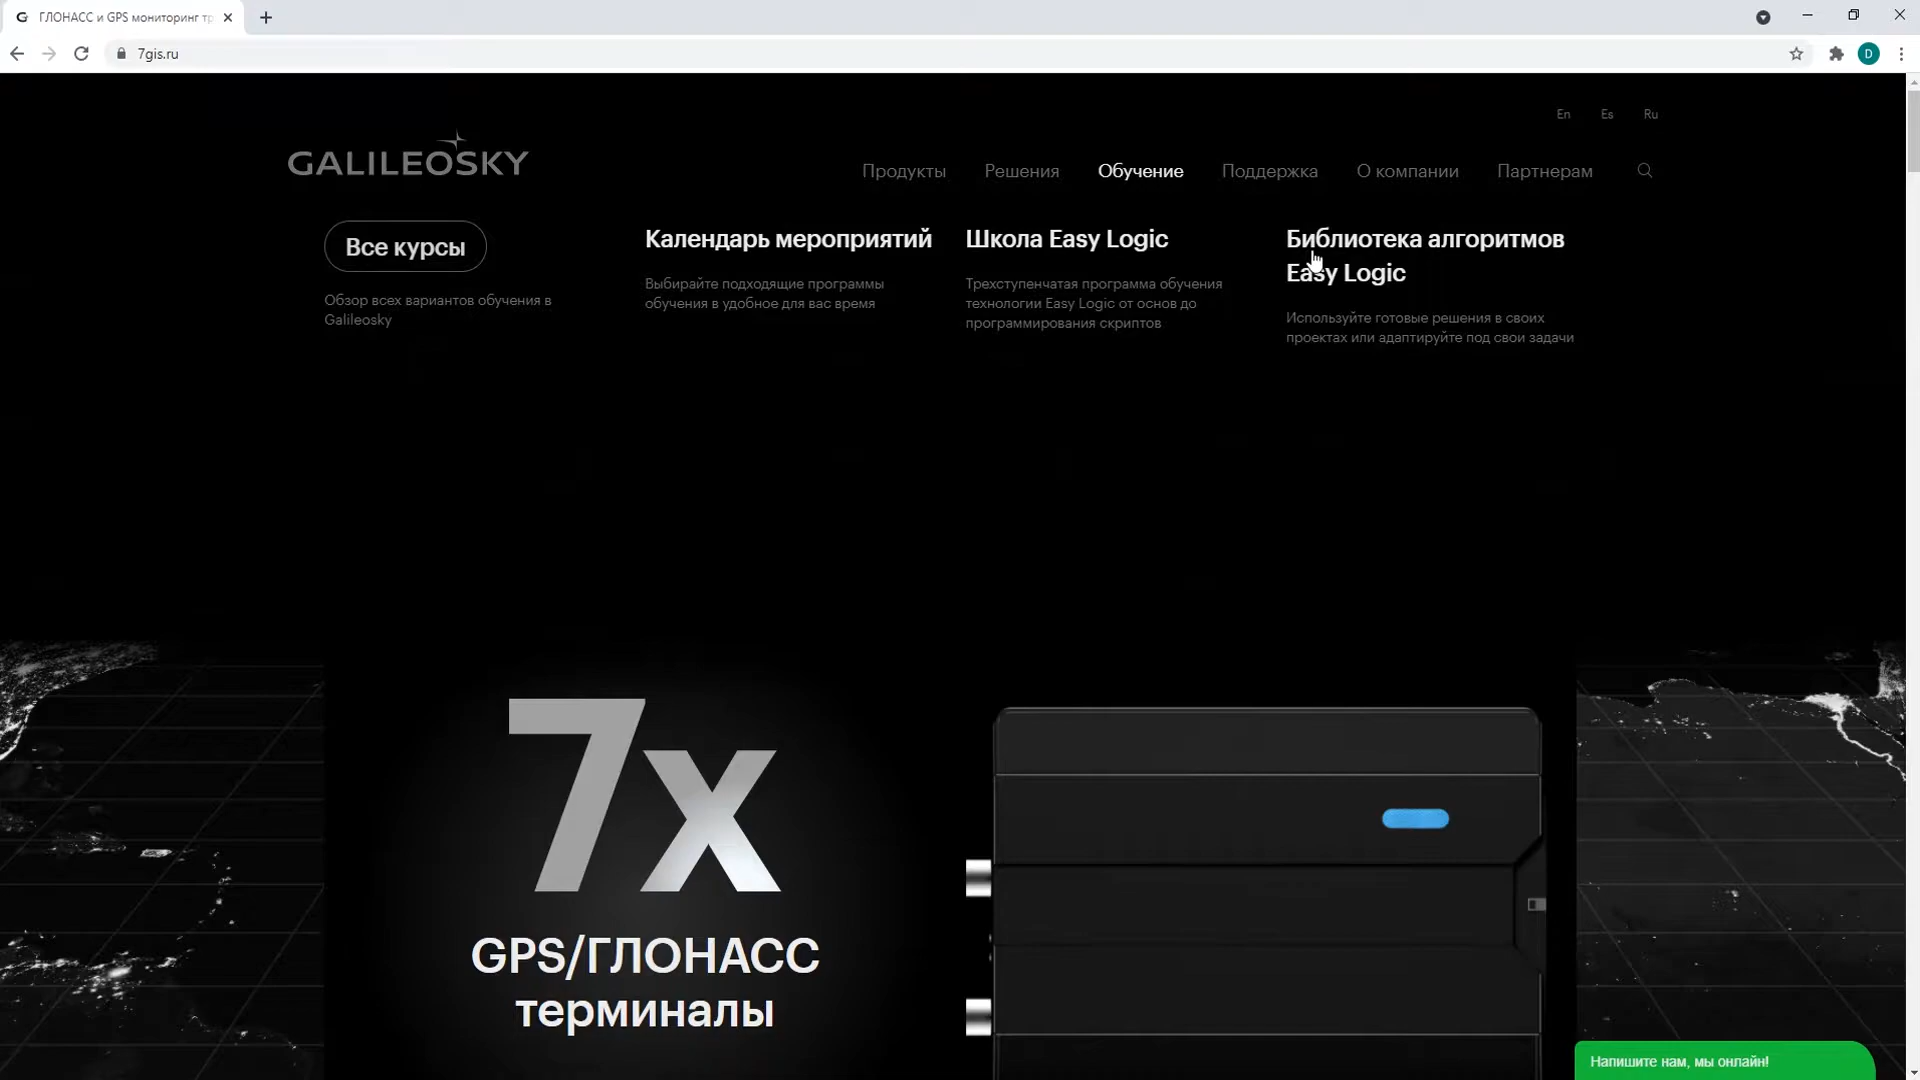 ГЛОНАСС и GPS мониторинг тр
7gis.ru
D
En Es Ru
GALILEOSKY
Продукты Решения Обучение Поддержка О компании Партнерам
Все курсы
Обзор всех вариантов обучения в
Galileosky
Календарь мероприятий
Выбирайте подходящие программы
обучения в удобное для вас время
Школа Easy Logic
Трехступенчатая программа обучения
технологии Easy Logic от основ до
программирования скриптов
Библиотека алгоритмов
Easy Logic
Используйте готовые решения в своих
проектах или адаптируйте под свои задачи
7x
GPS/ГЛОНАСС
терминалы
Напишите нам, мы онлайн!